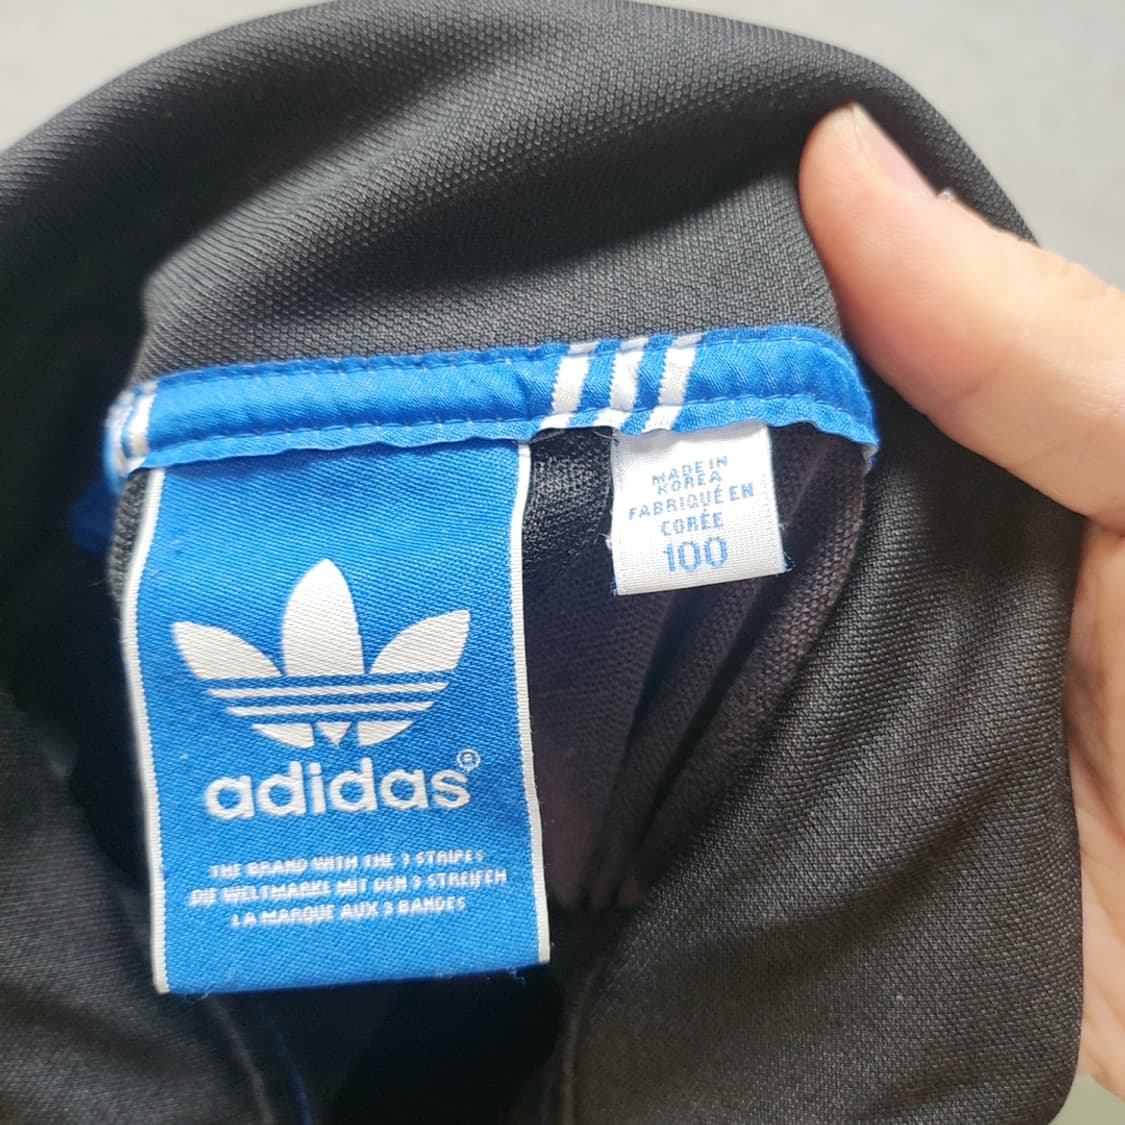 adidas®
THE BRAND WITH THE 3 STRIPES
DIE WELTMARKE MIT DEN 3 STREIFEN
LA MARQUE AUX 3 BANDES
MADE IN
KOREA
FABRIQUÉ EN
CORÉE
100